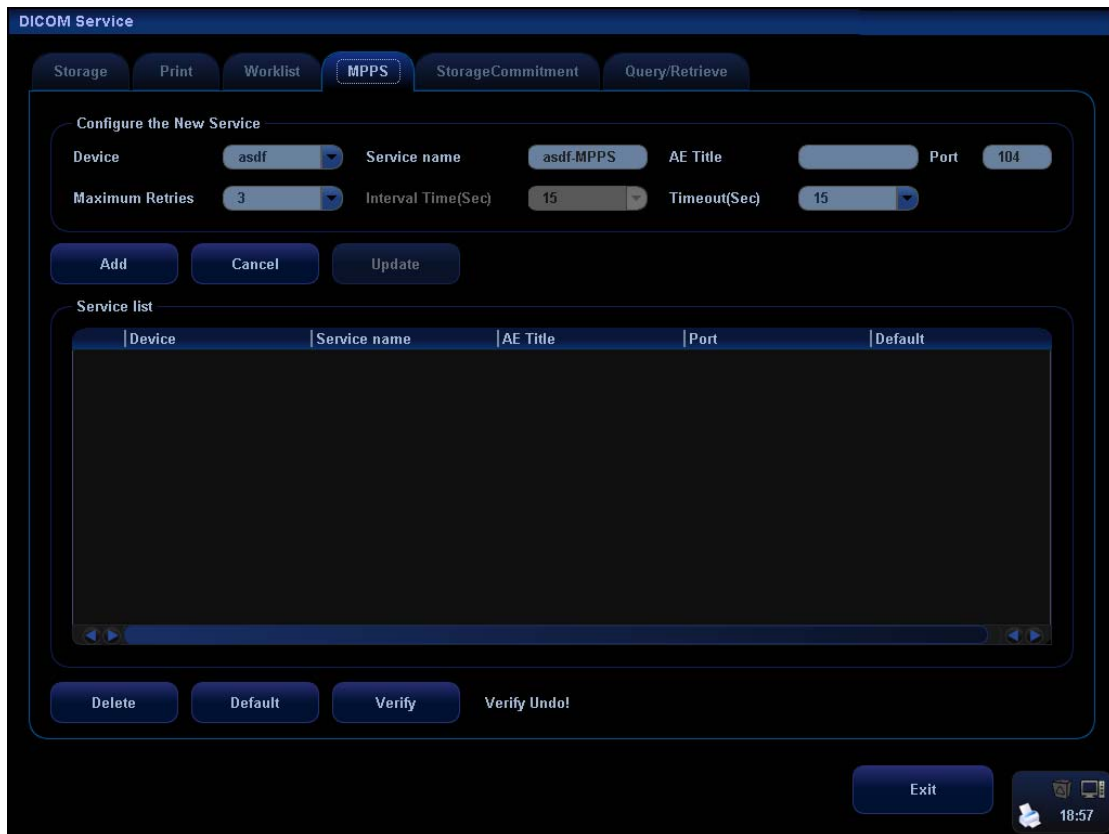 DICOM Service
Storage Print Worklist MPPS StorageCommitment Query/Retrieve
Configure the New Service
Device asdf Service name asdf-MPPS AE Title Port 104
Maximum Retries 3 Interval Time(Sec) 15 Timeout(Sec) 15
Add Cancel Update
Service list
Device Service name AE Title Port Default
Delete Default Verify Verify Undo!
Exit
18:57